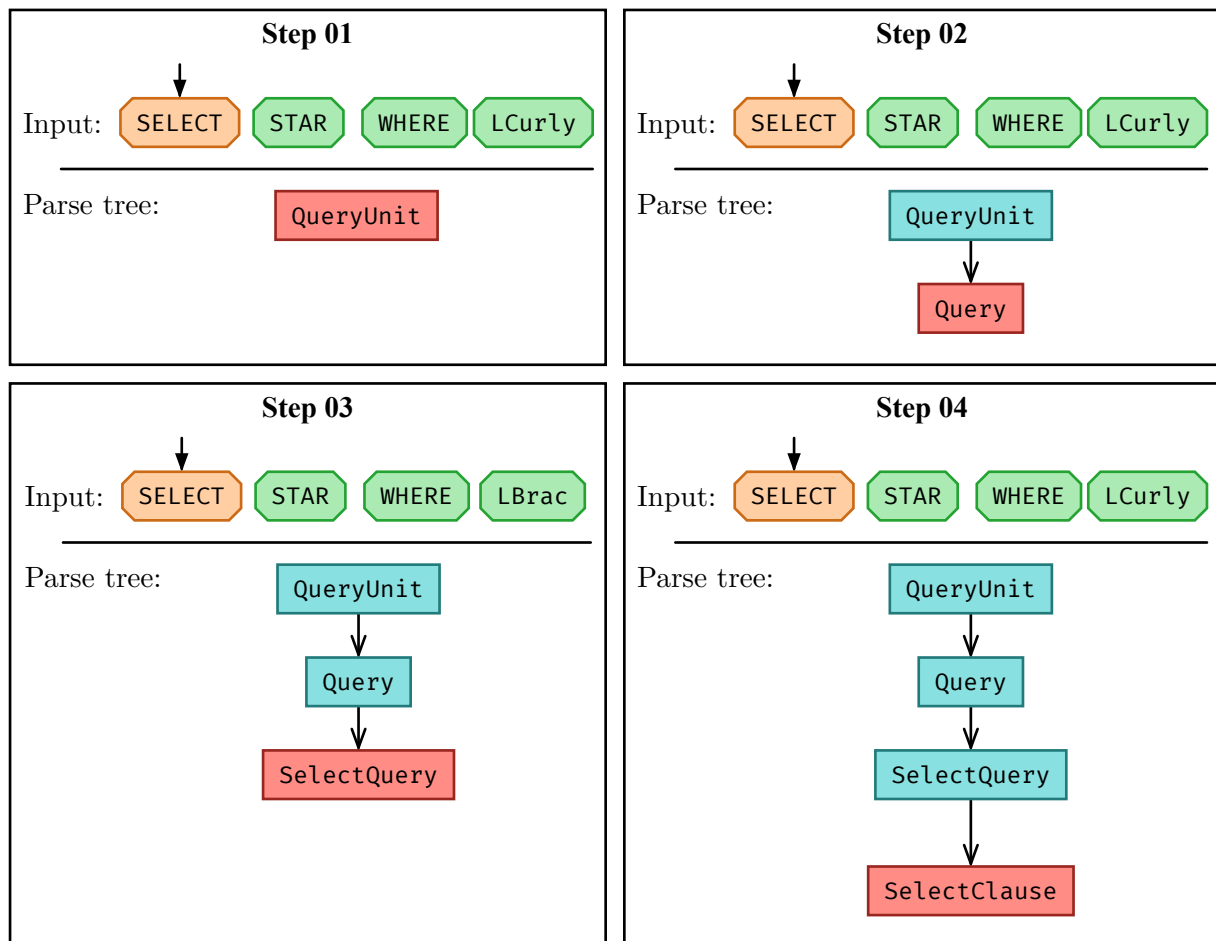 Step 01
Input: SELECT STAR WHERE LCurly
Parse tree: QueryUnit
Step 02
Input: SELECT STAR WHERE LCurly
Parse tree: QueryUnit
Query
Step 03
Input: SELECT STAR WHERE LBrac
Parse tree: QueryUnit
Query
SelectQuery
Step 04
Input: SELECT STAR WHERE LCurly
Parse tree: QueryUnit
Query
SelectQuery
SelectClause